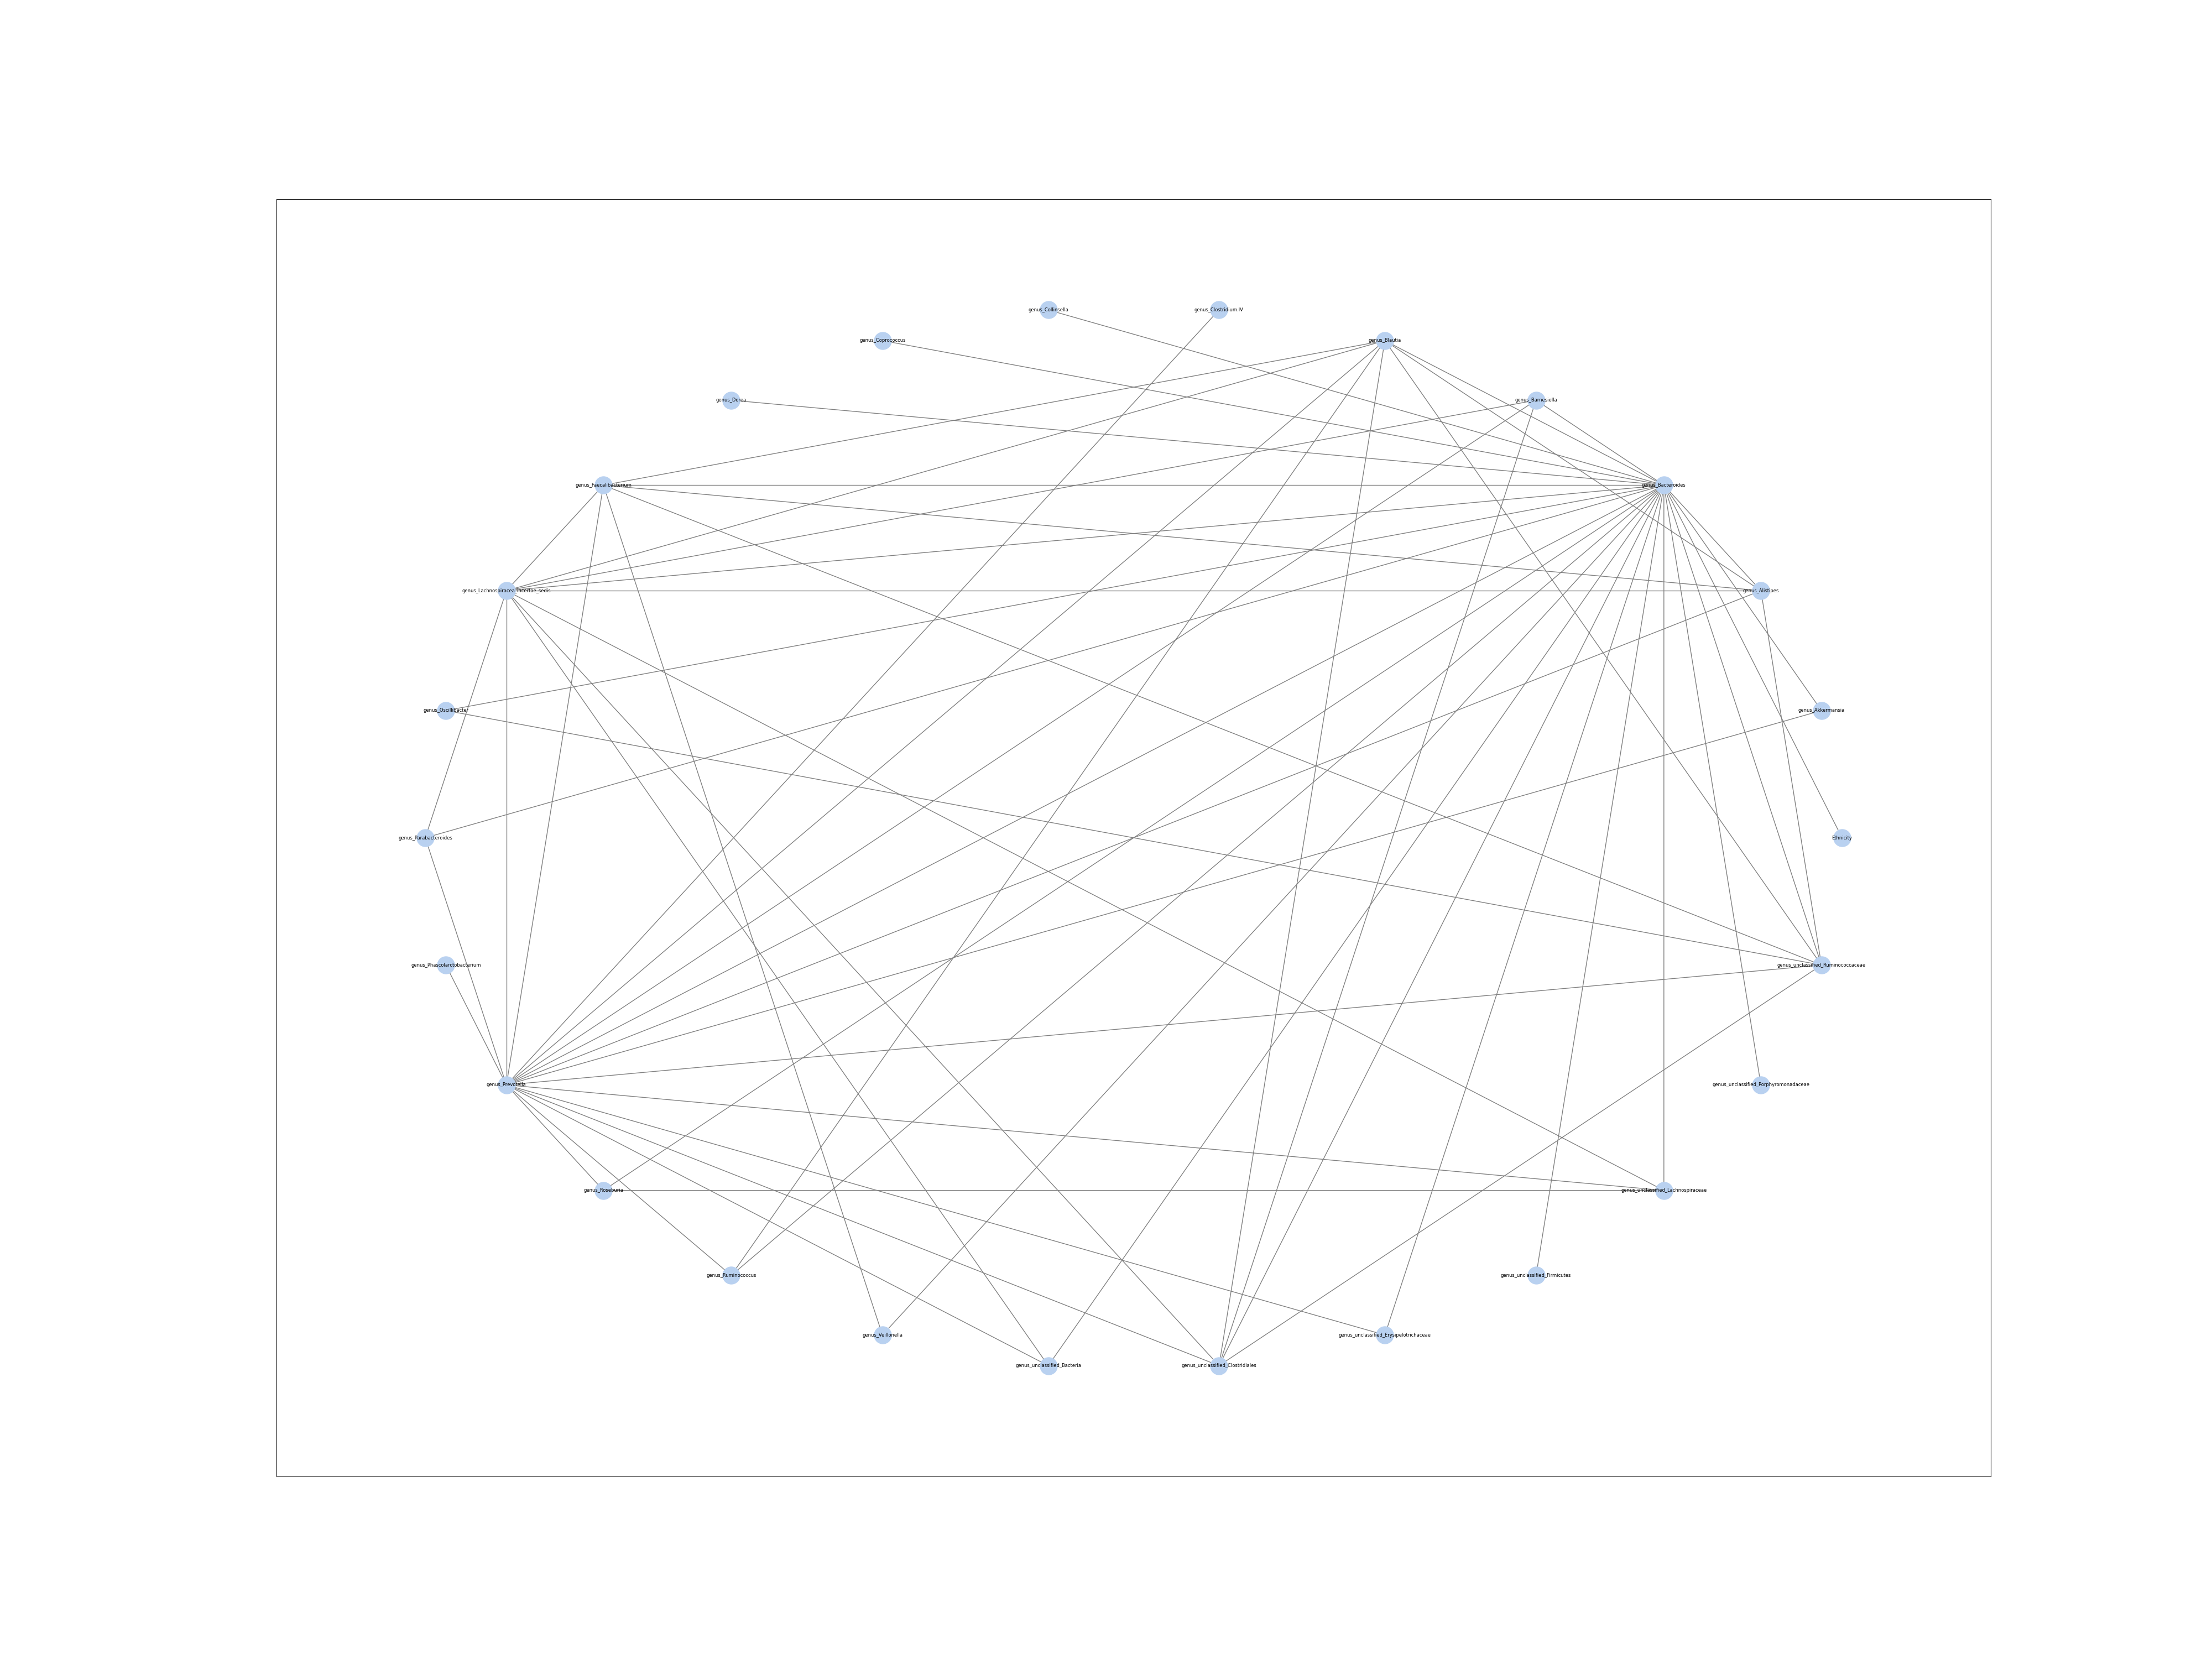 genus_Collinsella
genus_Clostridium.IV
genus_Coprococcus
genus_Blautia
genus_Dorea
genus_Barnesiella
genus_Faecalibacterium
genus_Bacteroides
genus_Lachnospiracea_incertae_sedis
genus_Alistipes
genus_Oscillibacter
genus_Akkermansia
genus_Parabacteroides
Ethnicity
genus_Phascolarctobacterium
genus_unclassified_Ruminococcaceae
genus_Prevotella
genus_unclassified_Porphyromonadaceae
genus_Roseburia
genus_unclassified_Lachnospiraceae
genus_Ruminococcus
genus_unclassified_Firmicutes
genus_Veillonella
genus_unclassified_Erysipelotrichaceae
genus_unclassified_Bacteria
genus_unclassified_Clostridiales